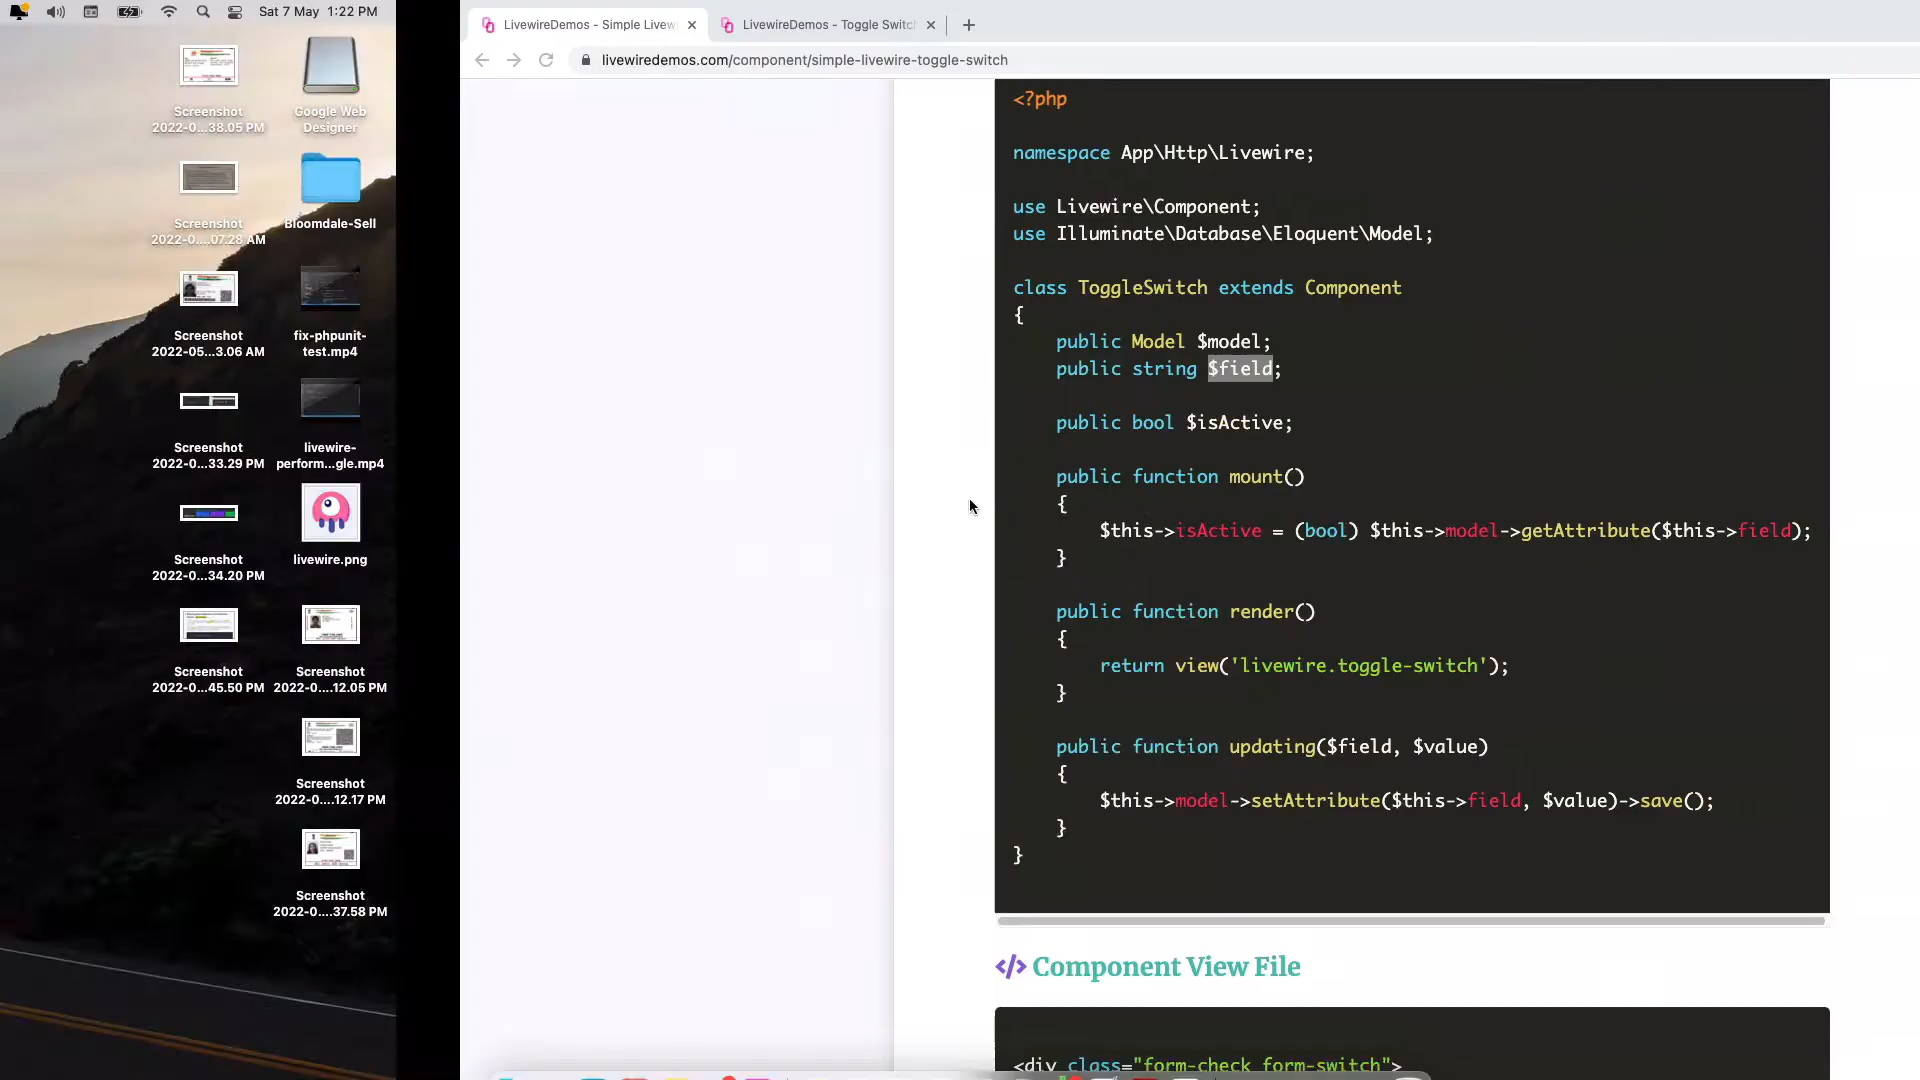 Sat 7 May 1:22 PM
Screenshot
2022-0...38.05 PM
Google Web
Designer
Screenshot
2022-0....07.28 AM
Bloomdale-Sell
Screenshot
2022-05...3.06 AM
fix-phpunit-
test.mp4
Screenshot
2022-0...33.29 PM
livewire-
perform...gle.mp4
Screenshot
2022-0...34.20 PM
livewire.png
Screenshot
2022-0...45.50 PM
Screenshot
2022-0....12.05 PM
Screenshot
2022-0....12.17 PM
Screenshot
2022-0....37.58 PM
LivewireDemos - Simple Livew
LivewireDemos - Toggle Switch
livewiredemos.com/component/simple-livewire-toggle-switch
<?php
namespace App\Http\Livewire;
use Livewire\Component;
use Illuminate\Database\Eloquent\Model;
class ToggleSwitch extends Component
{
public Model $model;
public string $field;
public bool $isActive;
public function mount()
{
$this->isActive = (bool) $this->model->getAttribute($this->field);
}
public function render()
{
return view('livewire.toggle-switch');
}
public function updating($field, $value)
{
$this->model->setAttribute($this->field, $value)->save();
}
}
</> Component View File
<div class="form-check form-switch">